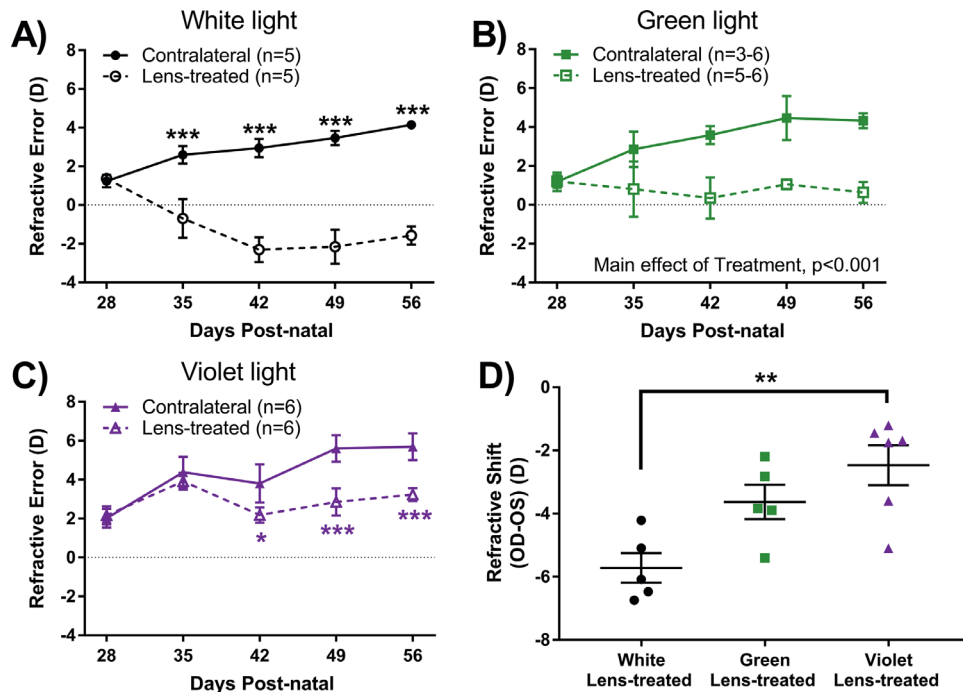 A)
White light
Contralateral (n=5)
Lens-treated (n=5)
Refractive Error (D)
8
6
4
2
0
-2
-4
***
***
***
***
28
35
42
49
56
Days Post-natal
B)
Green light
Contralateral (n=3-6)
Lens-treated (n=5-6)
Refractive Error (D)
8
6
4
2
0
-2
-4
Main effect of Treatment, p<0.001
28
35
42
49
56
Days Post-natal
C)
Violet light
Contralateral (n=6)
Lens-treated (n=6)
Refractive Error (D)
8
6
4
2
0
-2
-4
*
***
***
28
35
42
49
56
Days Post-natal
D)
Refractive Shift
(OD-OS) (D)
0
-2
-4
-6
-8
**
White
Lens-treated
Green
Lens-treated
Violet
Lens-treated